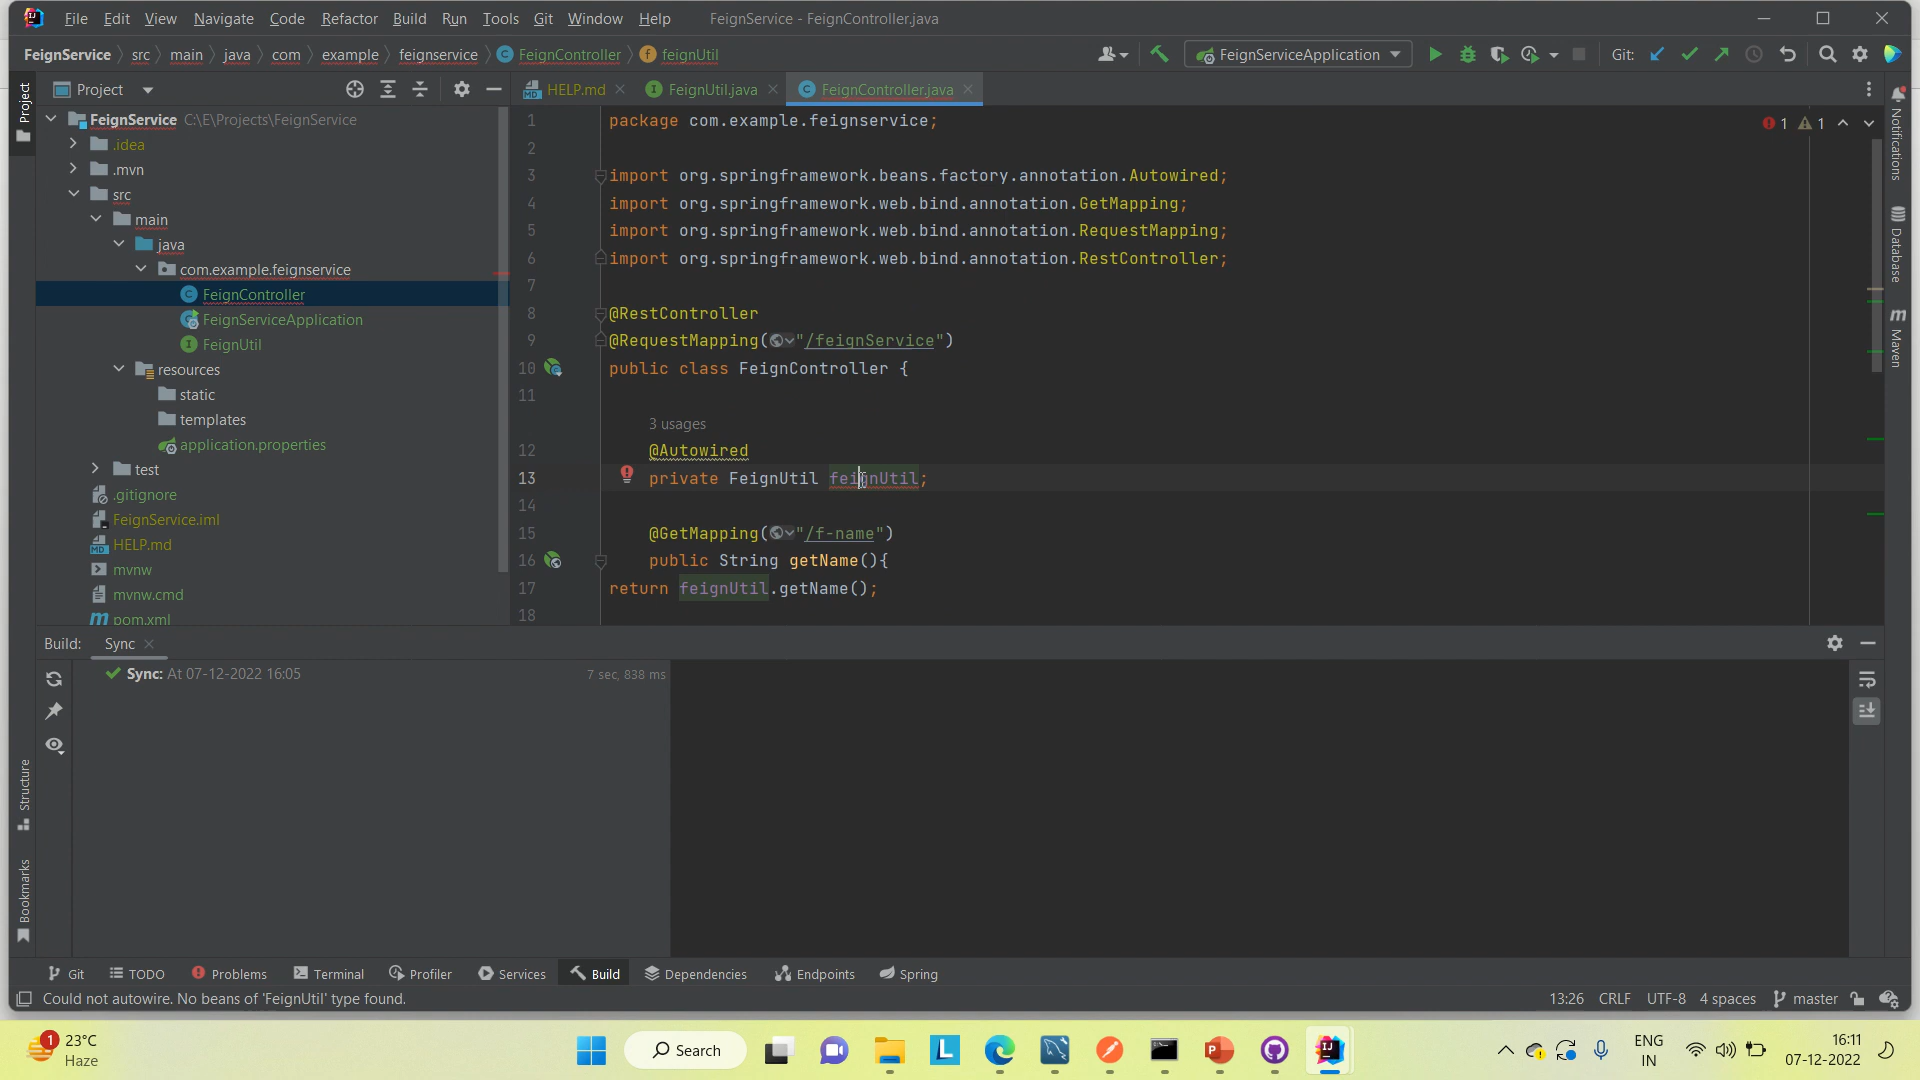 File Edit View Navigate Code Refactor Build Run Tools Git Window Help FeignService - FeignController.java
FeignService src main java com example feignservice FeignController feignUtil FeignServiceApplication Git:
Project
Project
HELP.md FeignUtil.java FeignController.java
FeignService C:\E\Projects\FeignService
.idea
.mvn
src
main
java
com.example.feignservice
FeignController
FeignServiceApplication
FeignUtil
resources
static
templates
application.properties
test
.gitignore
FeignService.iml
HELP.md
mvnw
mvnw.cmd
pom.xml
1 package com.example.feignservice; 1 1
2
3 import org.springframework.beans.factory.annotation.Autowired;
4 import org.springframework.web.bind.annotation.GetMapping;
5 import org.springframework.web.bind.annotation.RequestMapping;
6 import org.springframework.web.bind.annotation.RestController;
7
8 @RestController
9 @RequestMapping("/feignService")
10 public class FeignController {
11
3 usages
12 @Autowired
13 private FeignUtil feignUtil;
14
15 @GetMapping("/f-name")
16 public String getName(){
17 return feignUtil.getName();
18
Notifications
Database
Maven
Build: Sync
Sync: At 07-12-2022 16:05 7 sec, 838 ms
Structure
Bookmarks
Git TODO Problems Terminal Profiler Services Build Dependencies Endpoints Spring
Could not autowire. No beans of 'FeignUtil' type found. 13:26 CRLF UTF-8 4 spaces master
1 23°C
Haze
Search
ENG
IN
16:11
07-12-2022